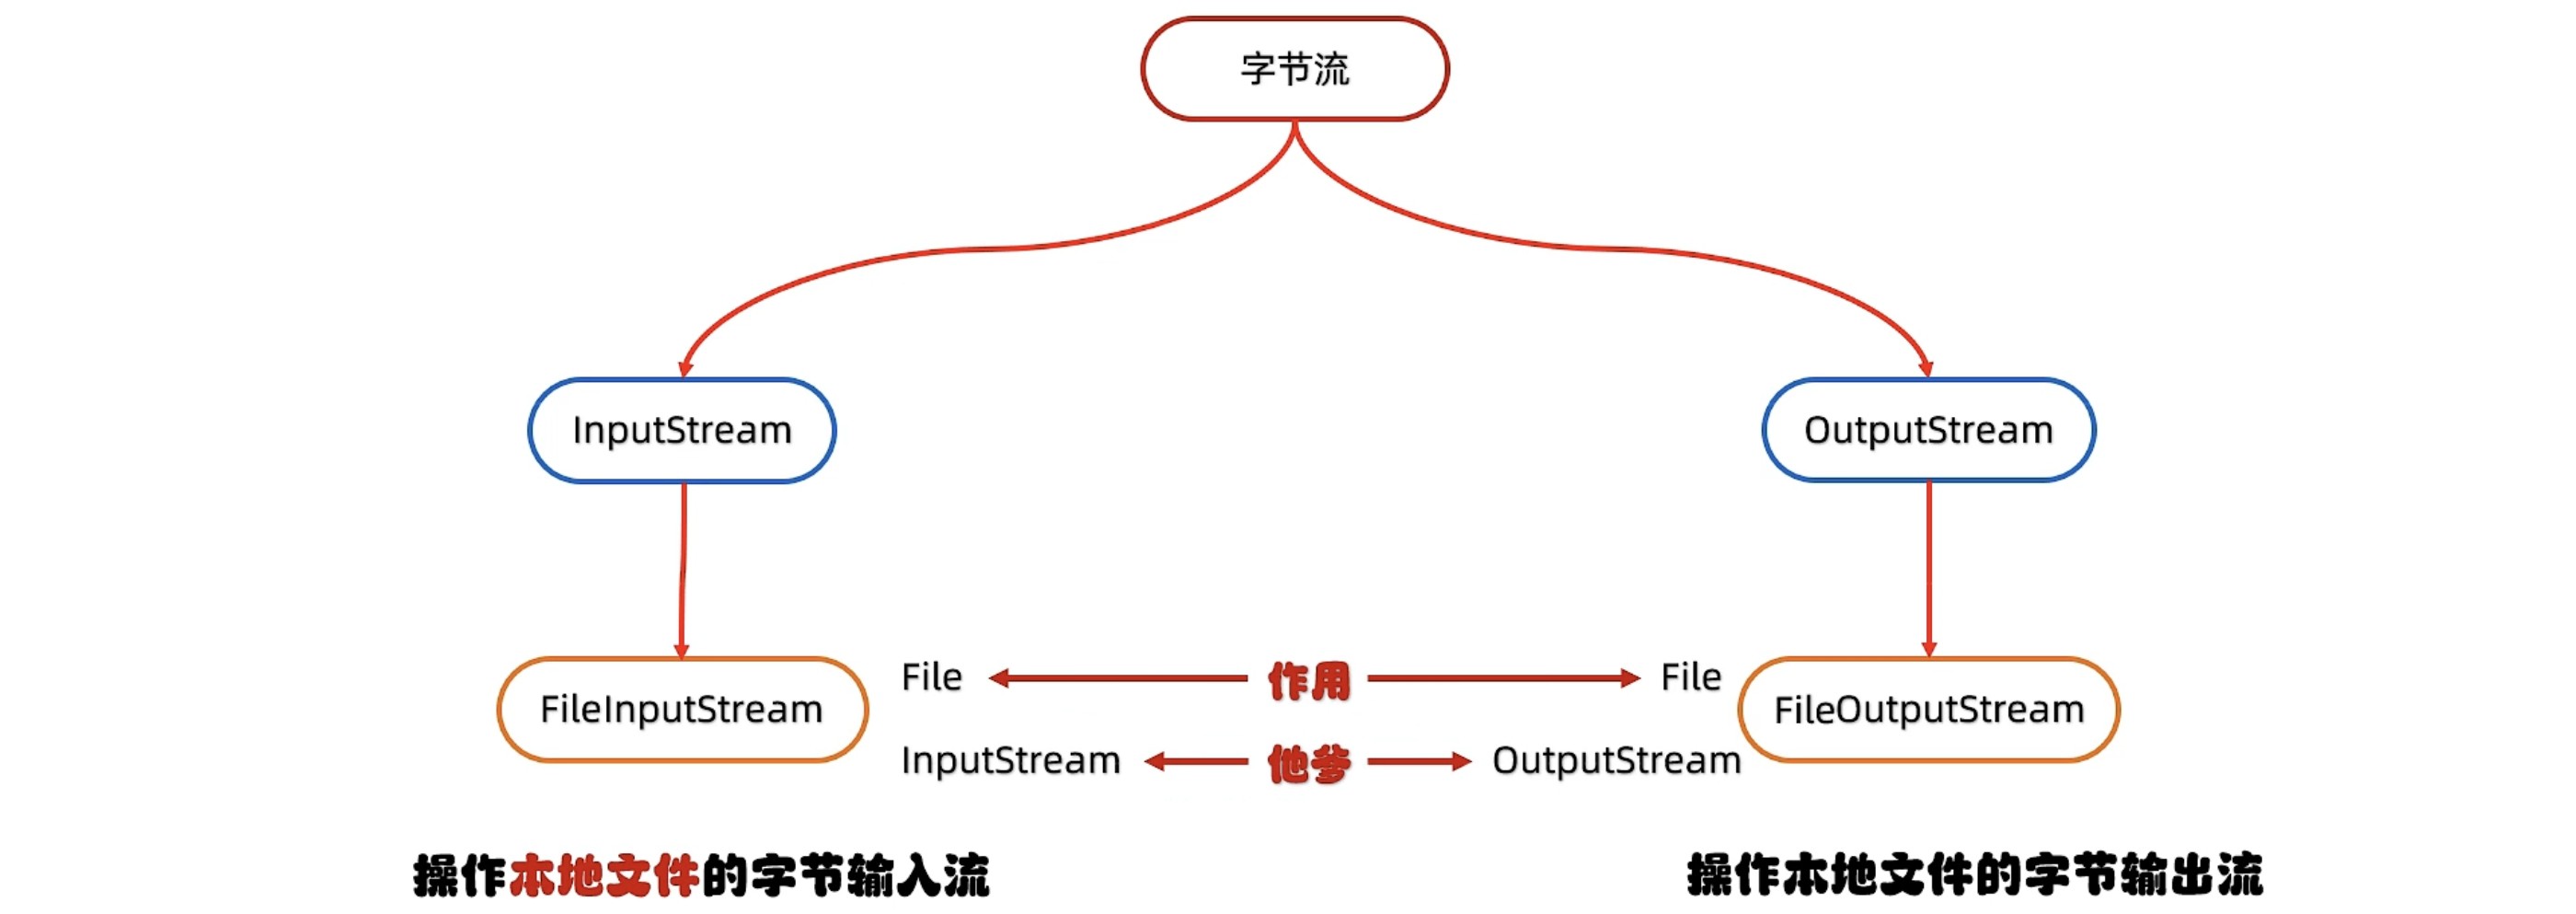 字节流
InputStream
OutputStream
FileInputStream
File
作用
File
FileOutputStream
InputStream
他爹
OutputStream
操作本地文件的字节输入流
操作本地文件的字节输出流